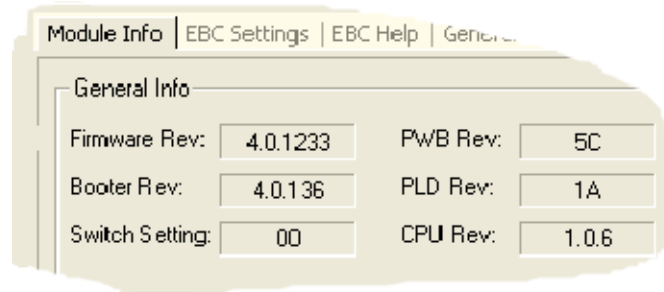 Module Info | EBC Settings | EBC Help |
General Info
Firmware Rev: 4.0.1233 PWB Rev: 5C
Booter Rev: 4.0.136 PLD Rev: 1A
Switch Setting: 00 CPU Rev: 1.0.6